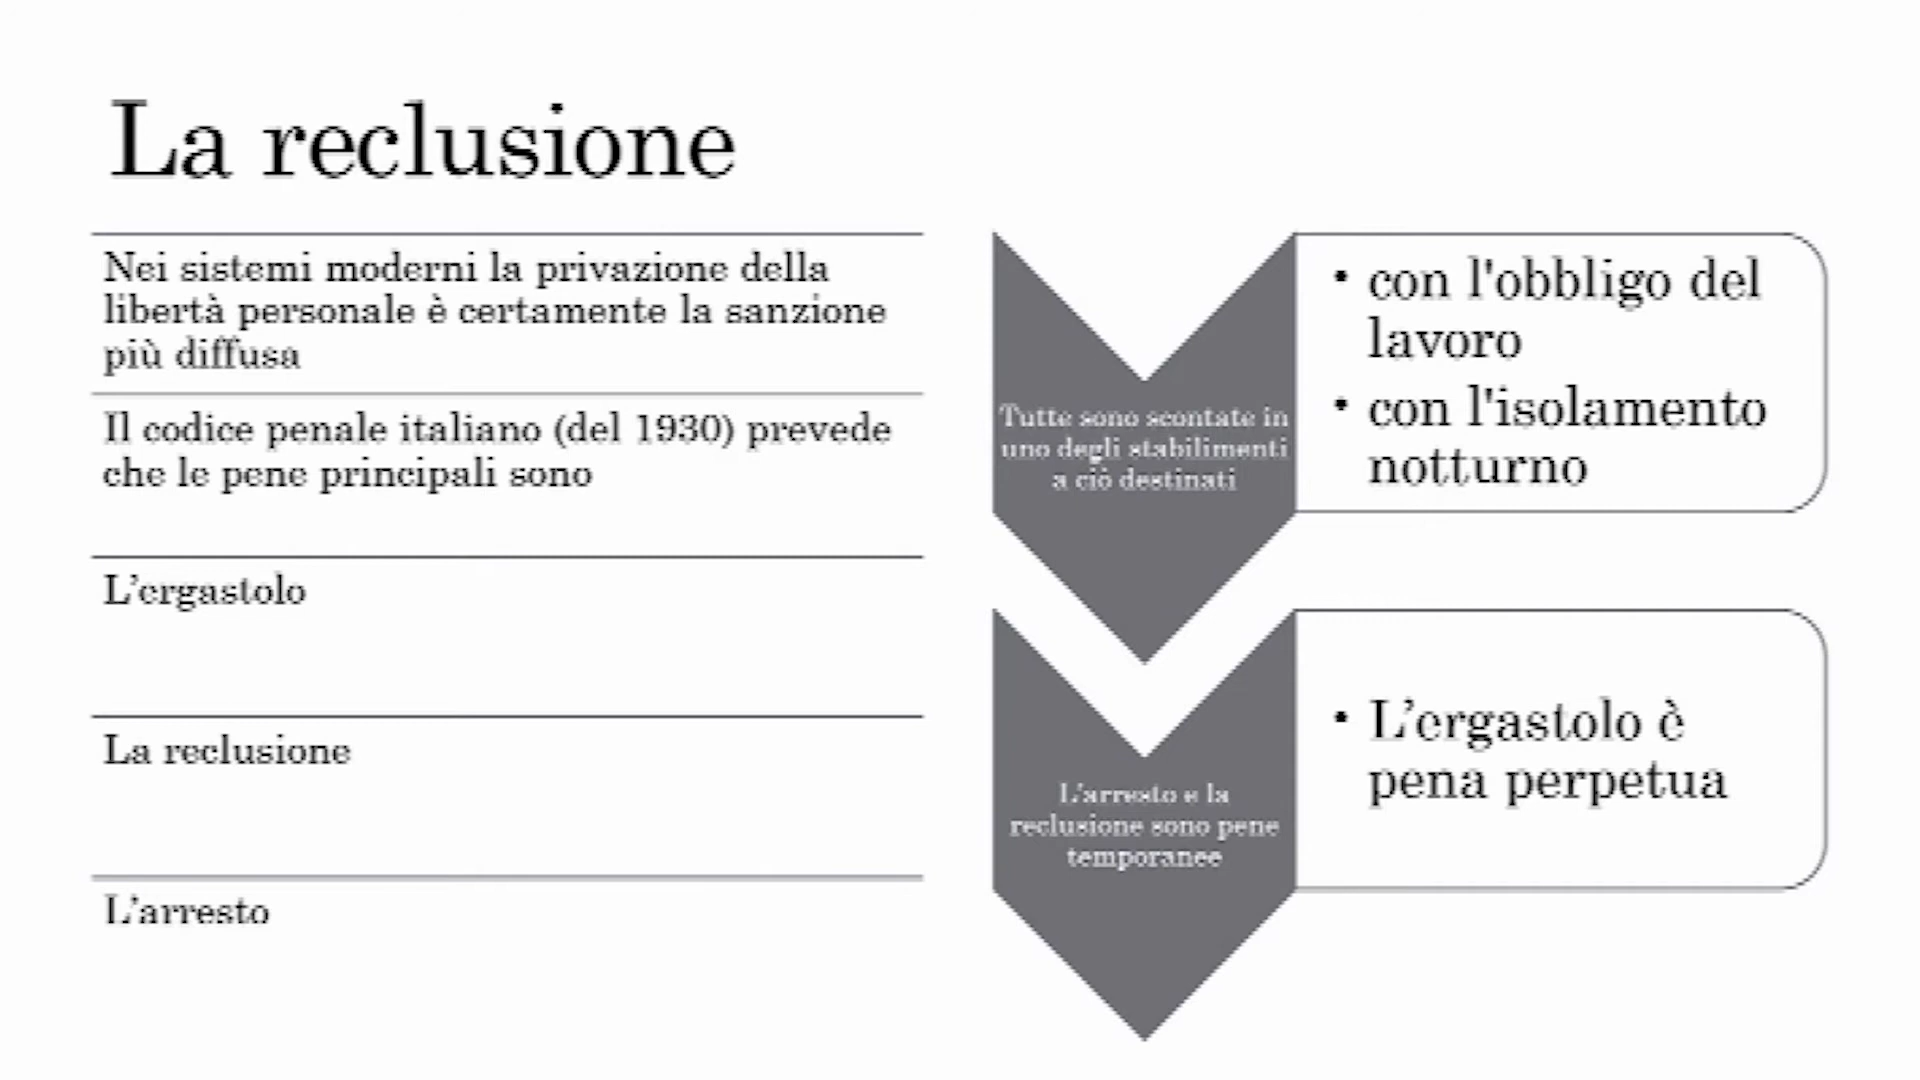 La reclusione
Nei sistemi moderni la privazione della
libertà personale è certamente la sanzione
più diffusa
Il codice penale italiano (del 1930) prevede
che le pene principali sono
L’ergastolo
La reclusione
L’arresto
Tutte sono scontate in
uno degli stabilimenti
a ciò destinati
• con l'obbligo del
lavoro
• con l'isolamento
notturno
L’arresto e la
reclusione sono pene
temporanee
• L’ergastolo è
pena perpetua